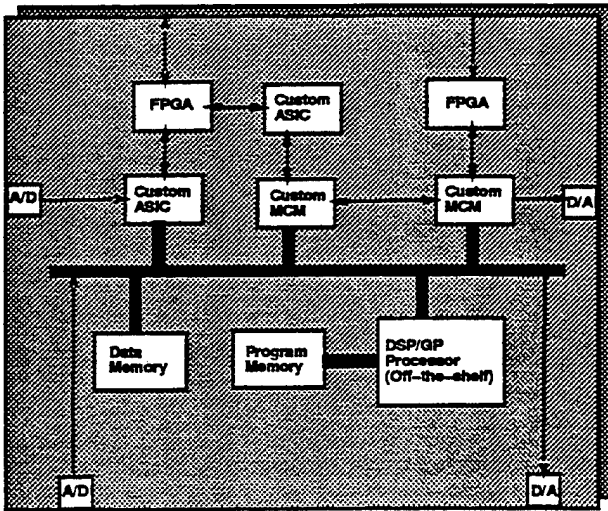 FPGA
Custom
ASIC
FPGA
A/D
Custom
ASIC
Custom
MCM
Custom
MCM
D/A
Data
Memory
Program
Memory
DSP/GP
Processor
(Off-the-shelf)
A/D
D/A